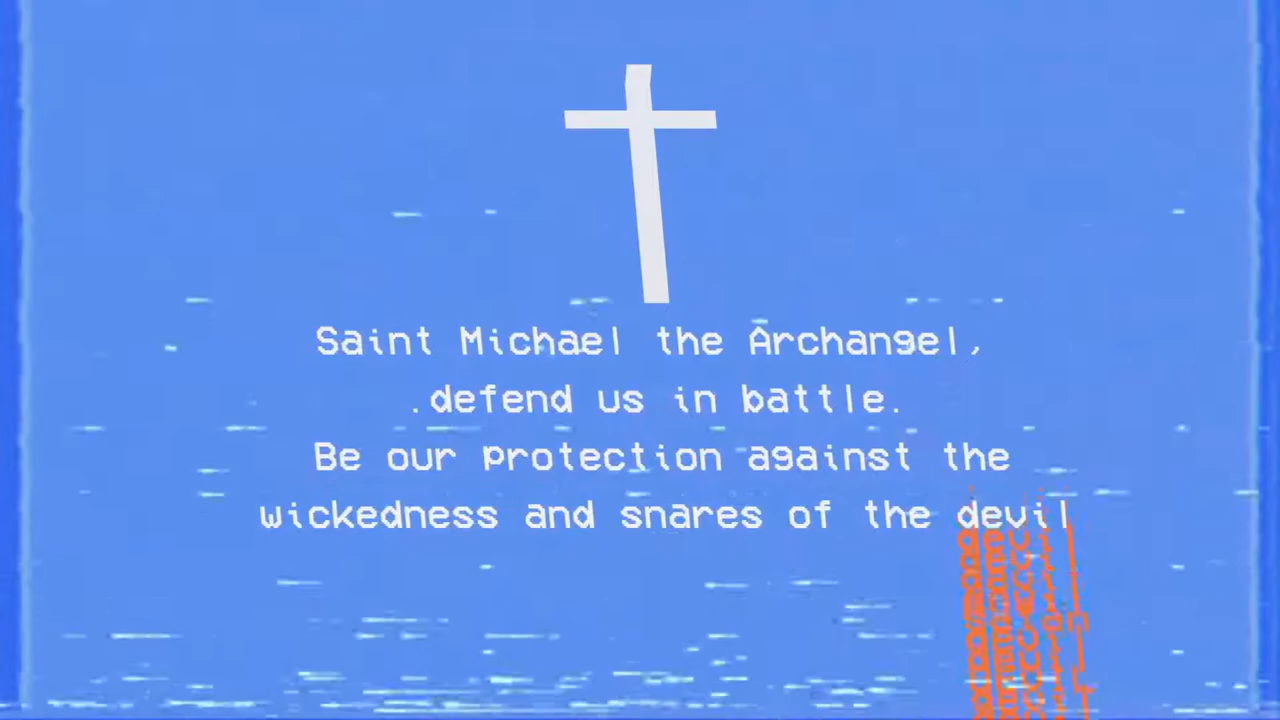 Saint Michael the Archangel,
.defend us in battle.
Be our protection against the
wickedness and snares of the devil